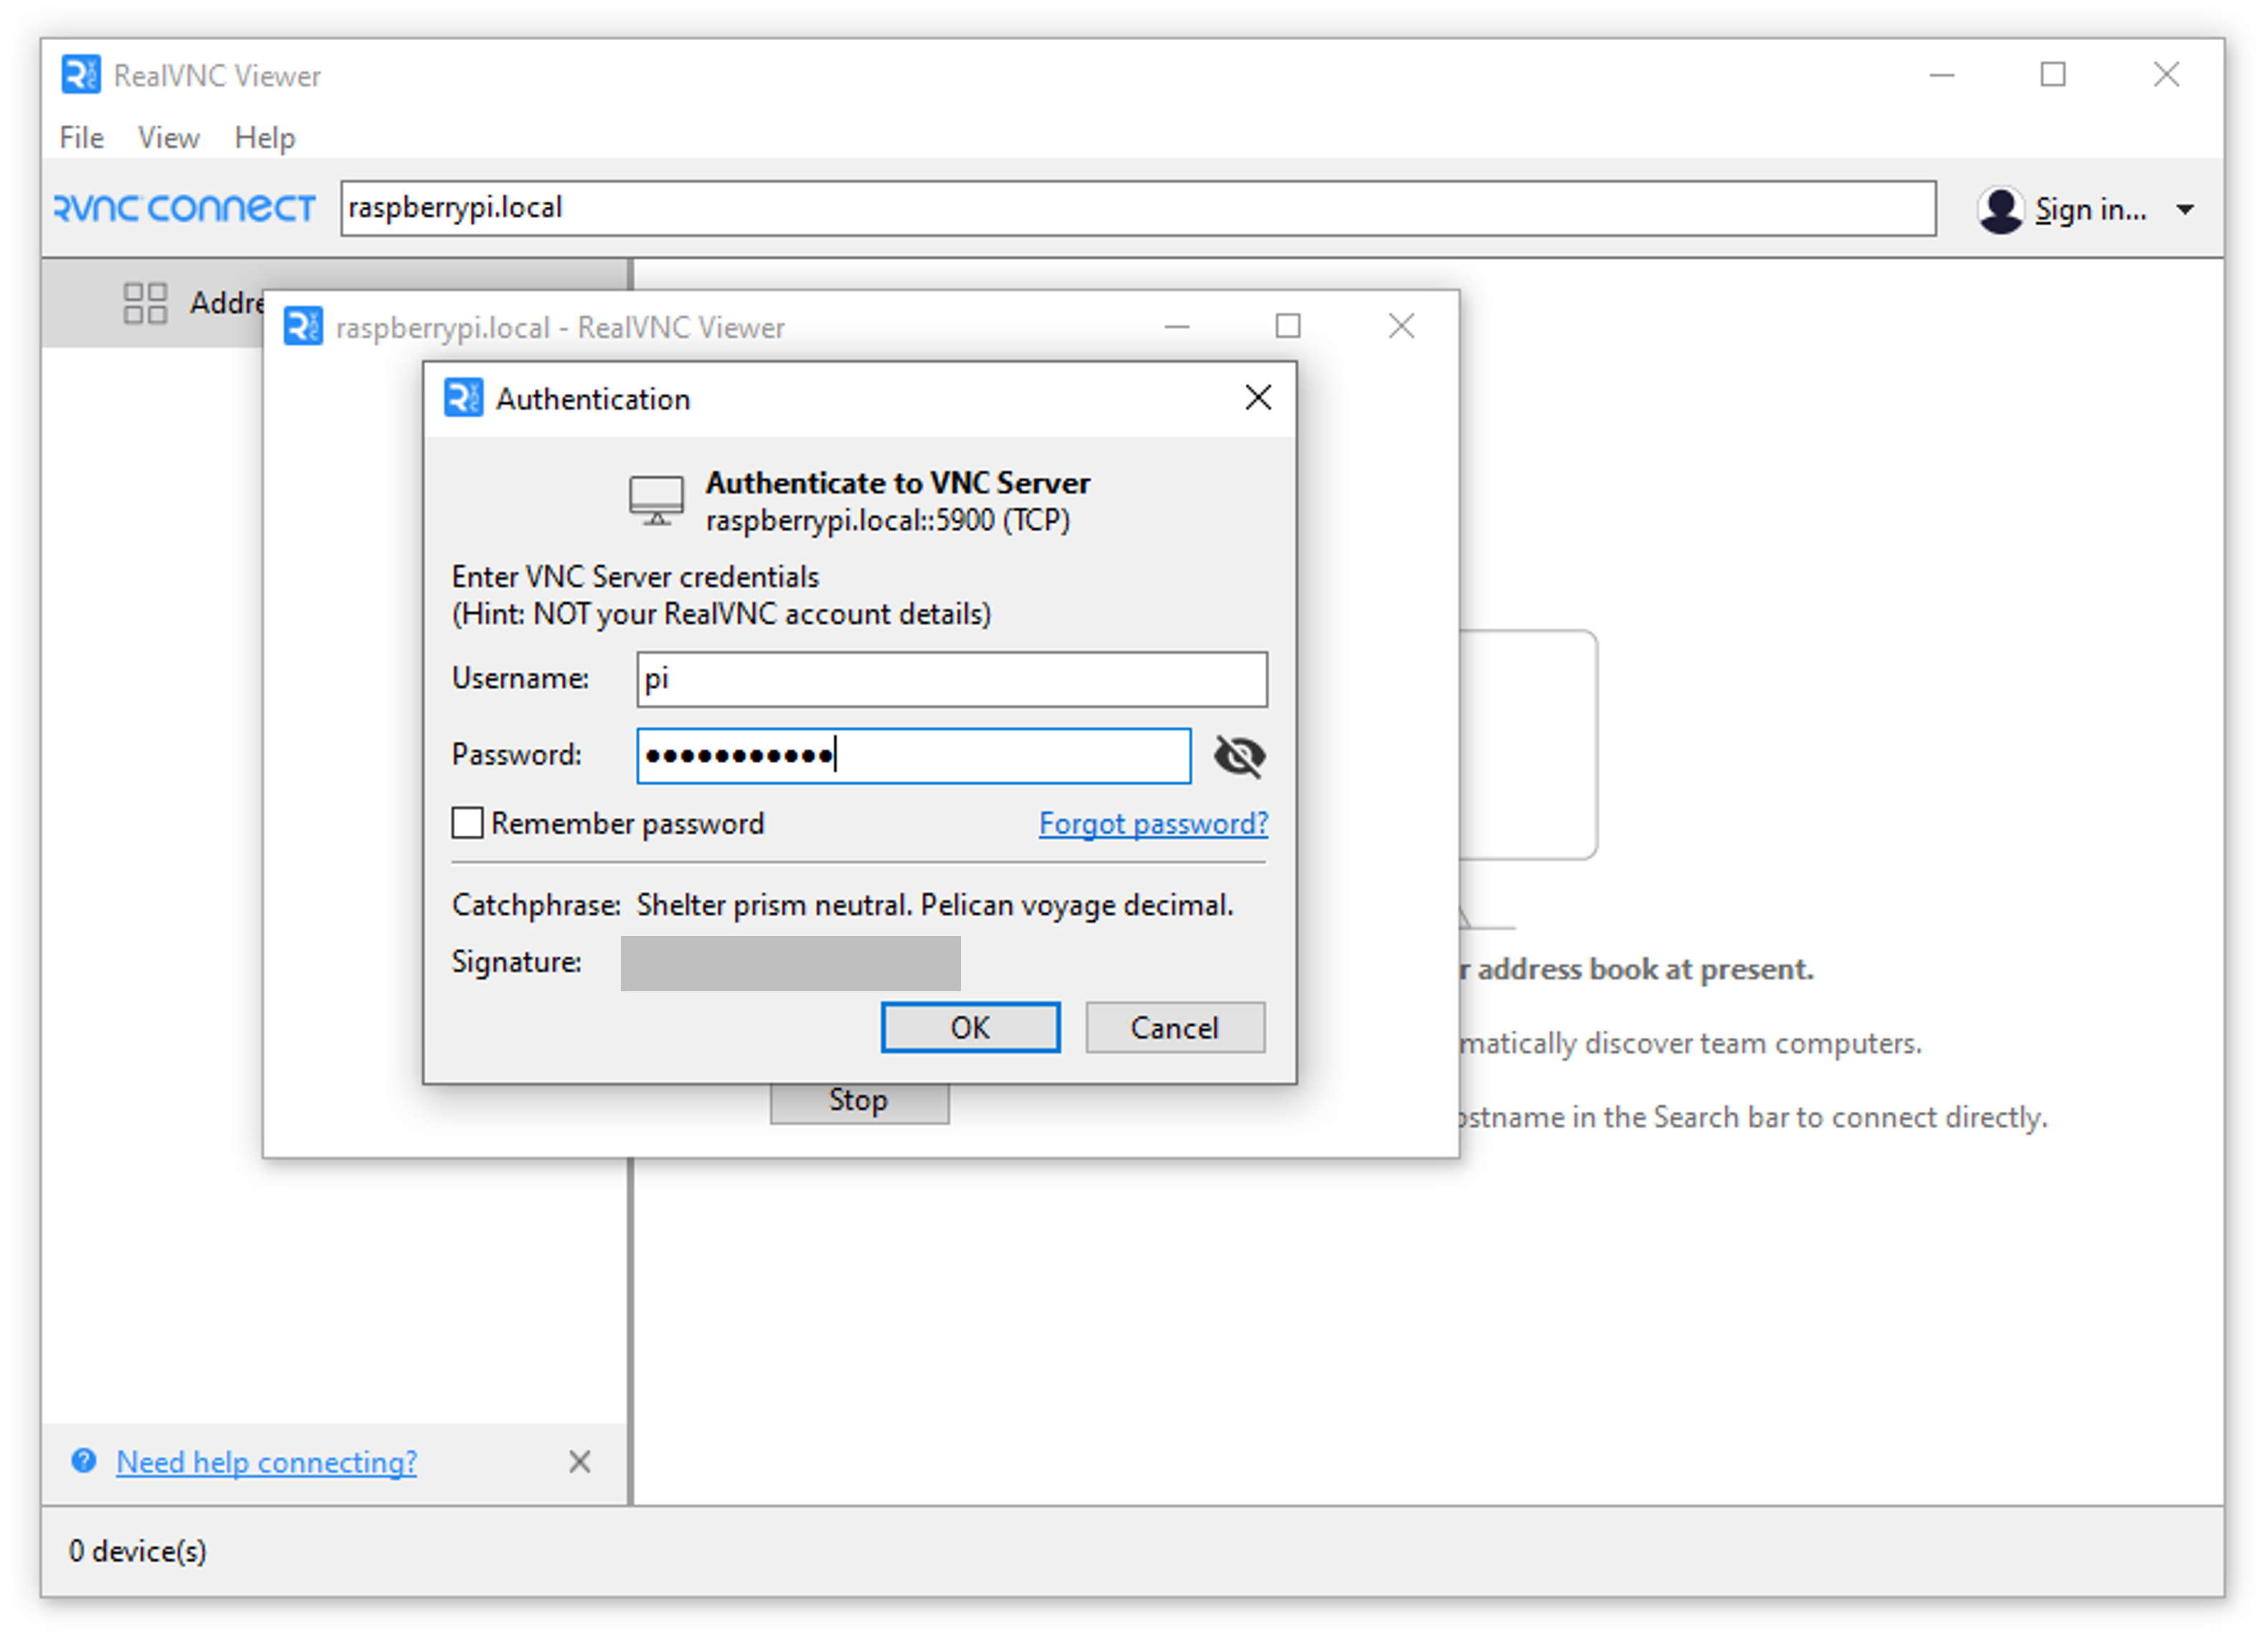 RealVNC Viewer
File View Help
RVNC CONNECT raspberrypi.local Sign in...
raspberrypi.local - RealVNC Viewer
Authentication
Authenticate to VNC Server
raspberrypi.local::5900 (TCP)
Enter VNC Server credentials
(Hint: NOT your RealVNC account details)
Username: pi
Password: •••••••••••
Remember password Forgot password?
Catchphrase: Shelter prism neutral. Pelican voyage decimal.
Signature:
OK Cancel
Stop
address book at present.
discover team computers.
in the Search bar to connect directly.
Need help connecting?
0 device(s)